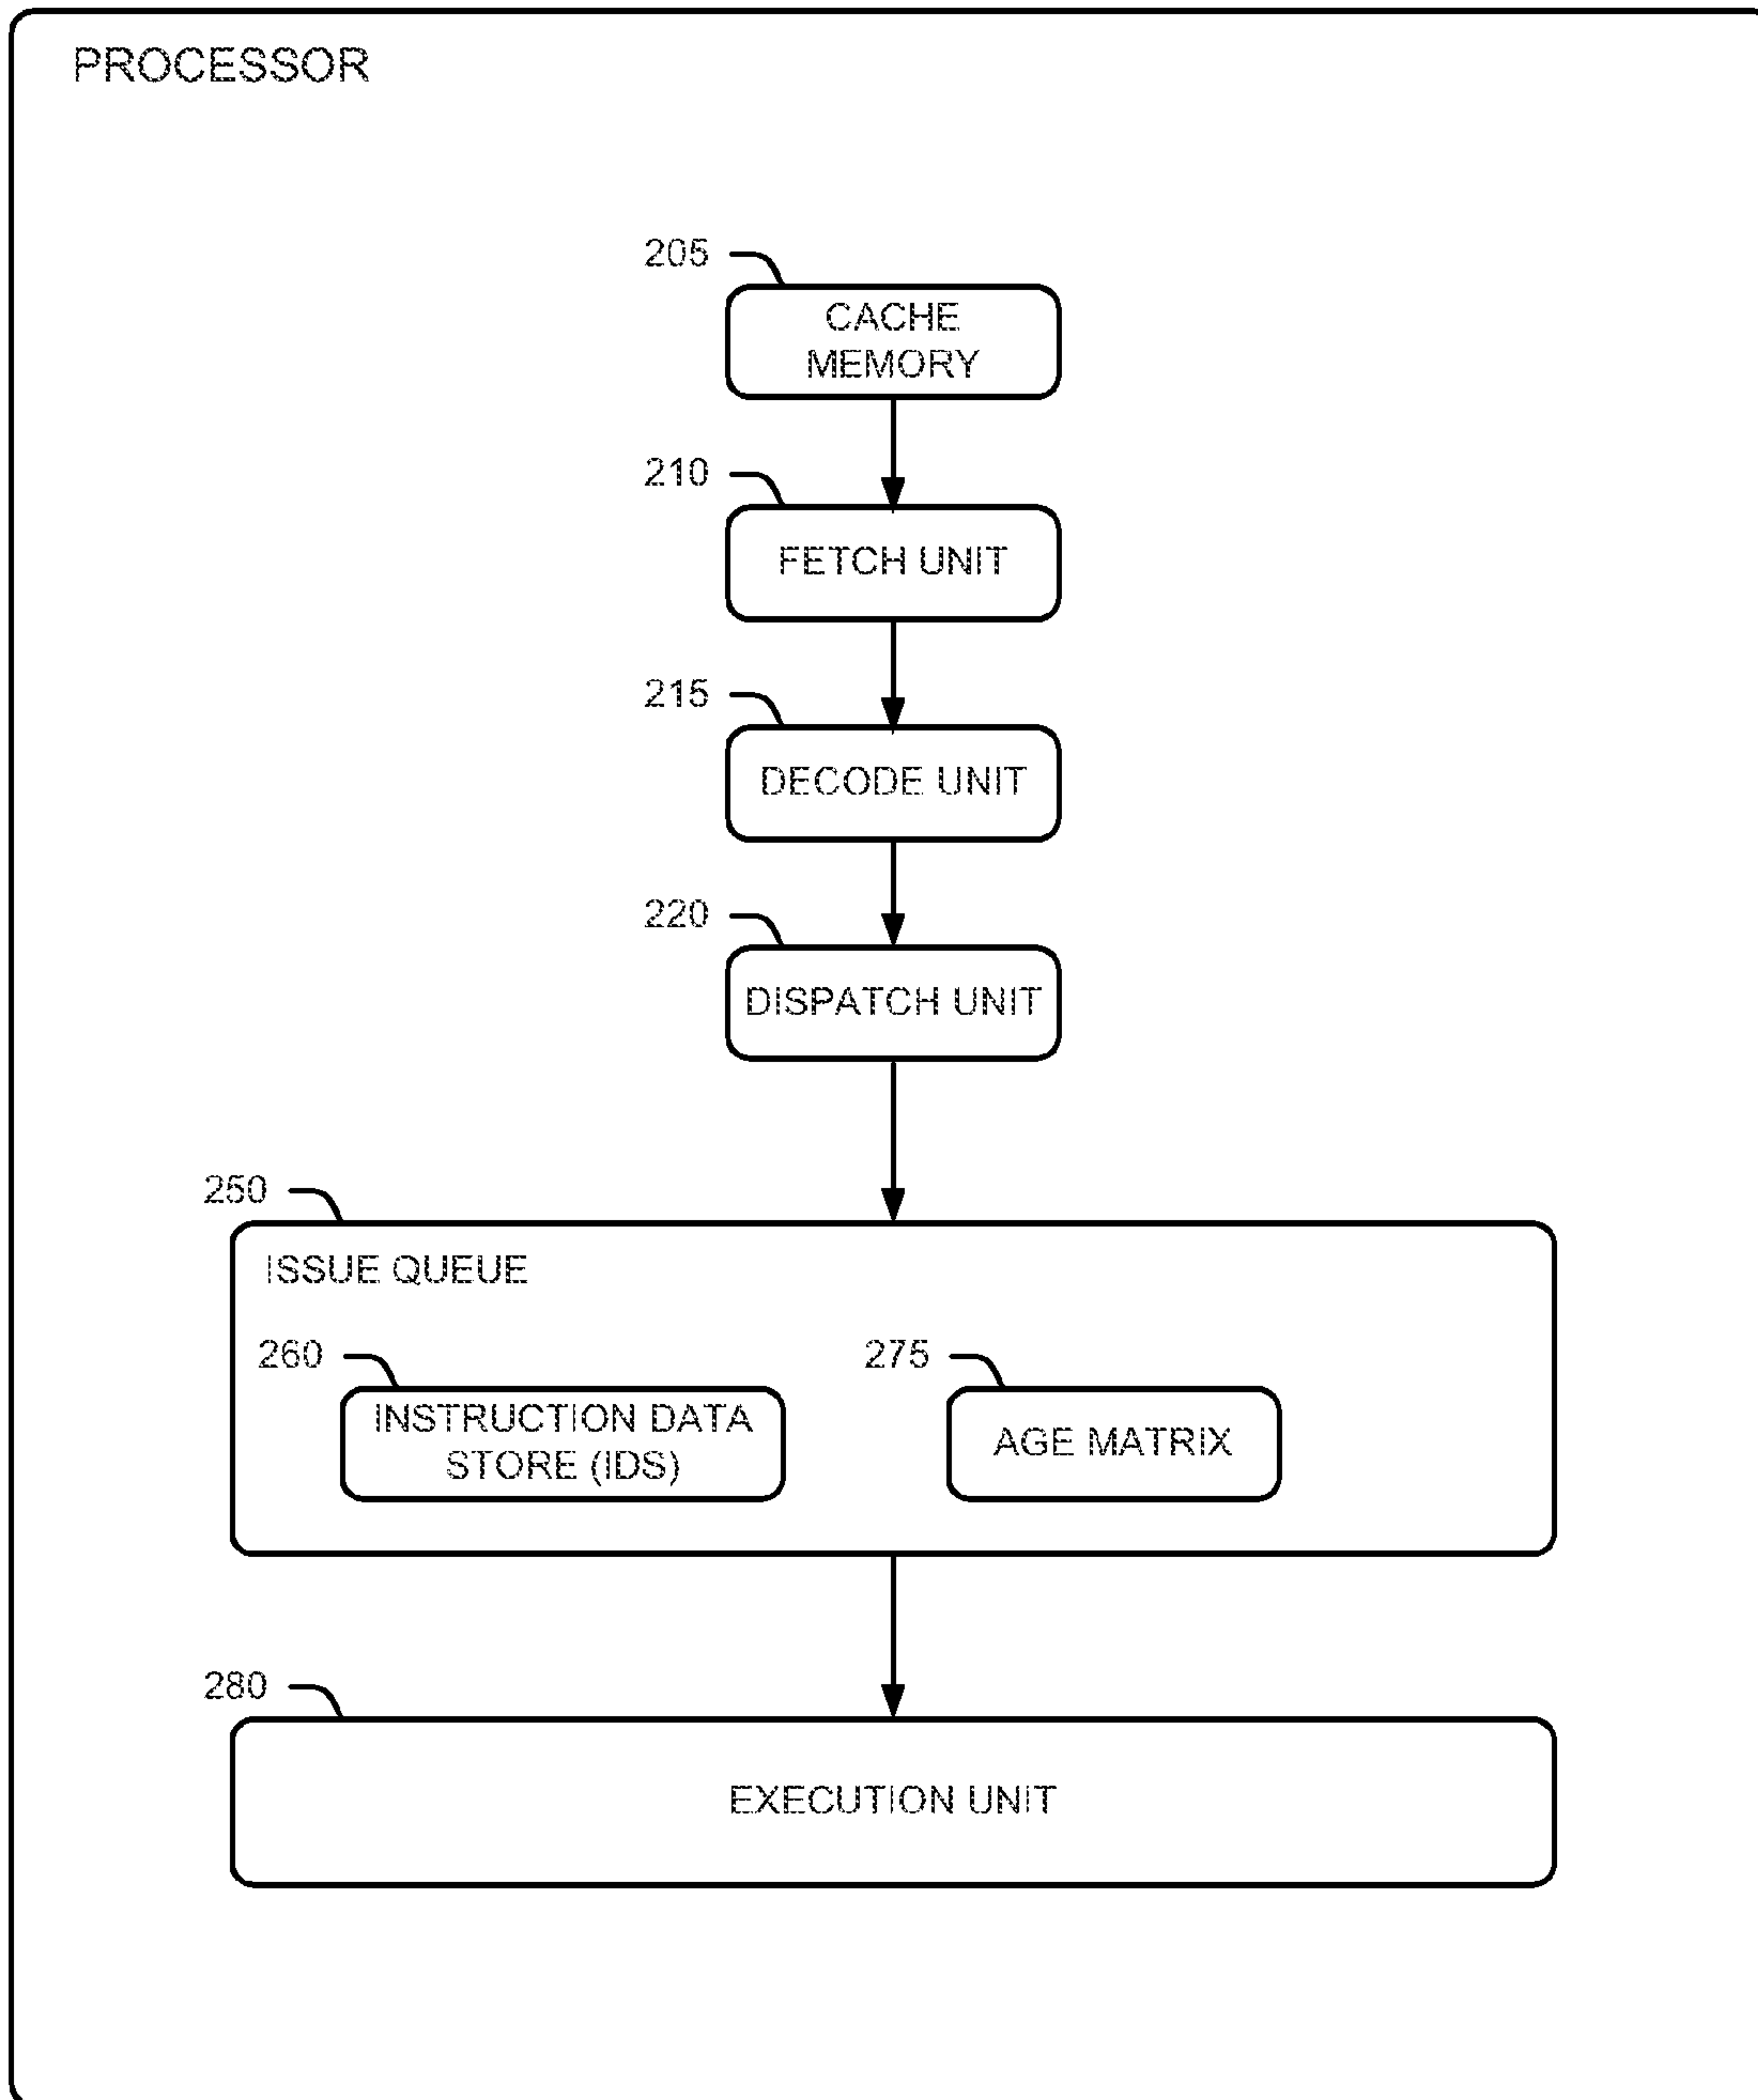 PROCESSOR
205
CACHE
MEMORY
210
FETCH UNIT
215
DECODE UNIT
220
DISPATCH UNIT
250
ISSUE QUEUE
260
INSTRUCTION DATA
STORE (IDS)
275
AGE MATRIX
280
EXECUTION UNIT